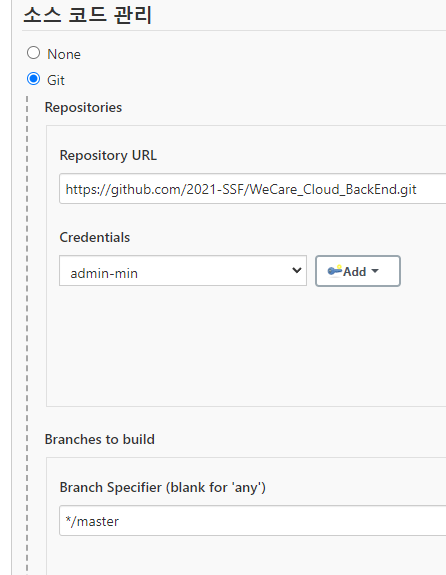 소스 코드 관리
None
Git
Repositories
Repository URL
https://github.com/2021-SSF/WeCare_Cloud_BackEnd.git
Credentials
admin-min
Add
Branches to build
Branch Specifier (blank for 'any')
*/master